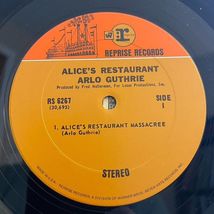 REPRISE RECORDS
ALICE'S RESTAURANT
ARLO GUTHRIE
Produced by Fred Hellerman, For Local Productions, Inc.
RS 6267
(30,693)
SIDE
1
1. ALICE'S RESTAURANT MASSACREE
(Arlo Guthrie)
STEREO